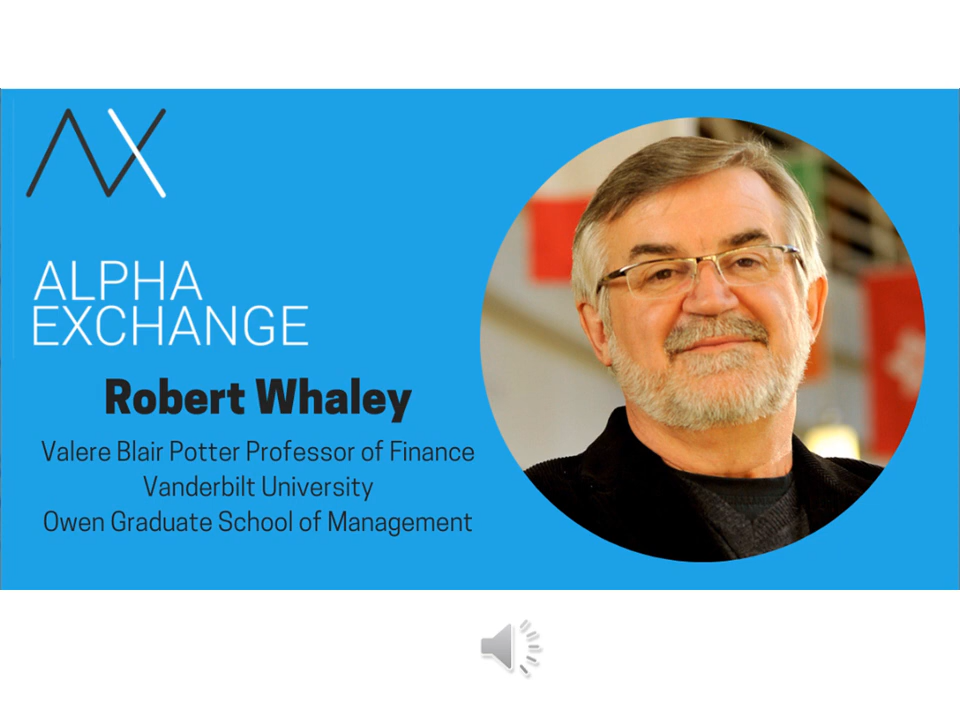 ALPHA
EXCHANGE
Robert Whaley
Valere Blair Potter Professor of Finance
Vanderbilt University
Owen Graduate School of Management